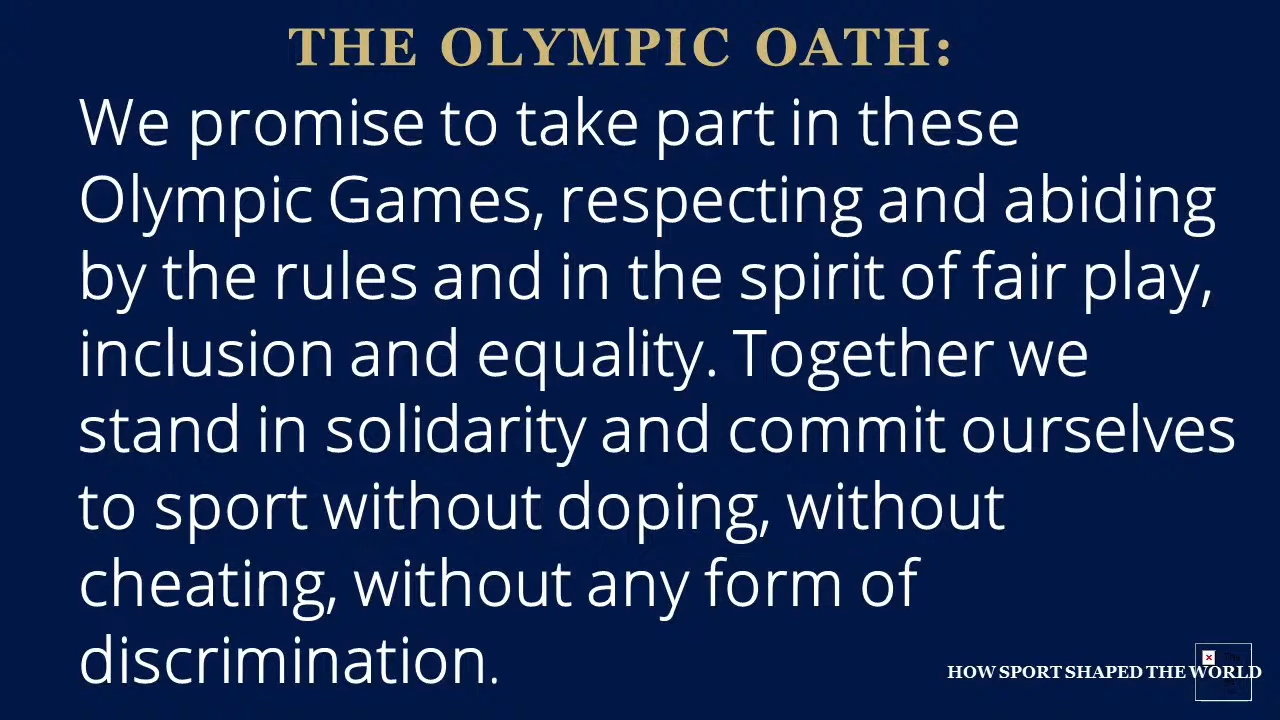 THE OLYMPIC OATH:
We promise to take part in these
Olympic Games, respecting and abiding
by the rules and in the spirit of fair play,
inclusion and equality. Together we
stand in solidarity and commit ourselves
to sport without doping, without
cheating, without any form of
discrimination.
HOW SPORT SHAPED THE WORLD